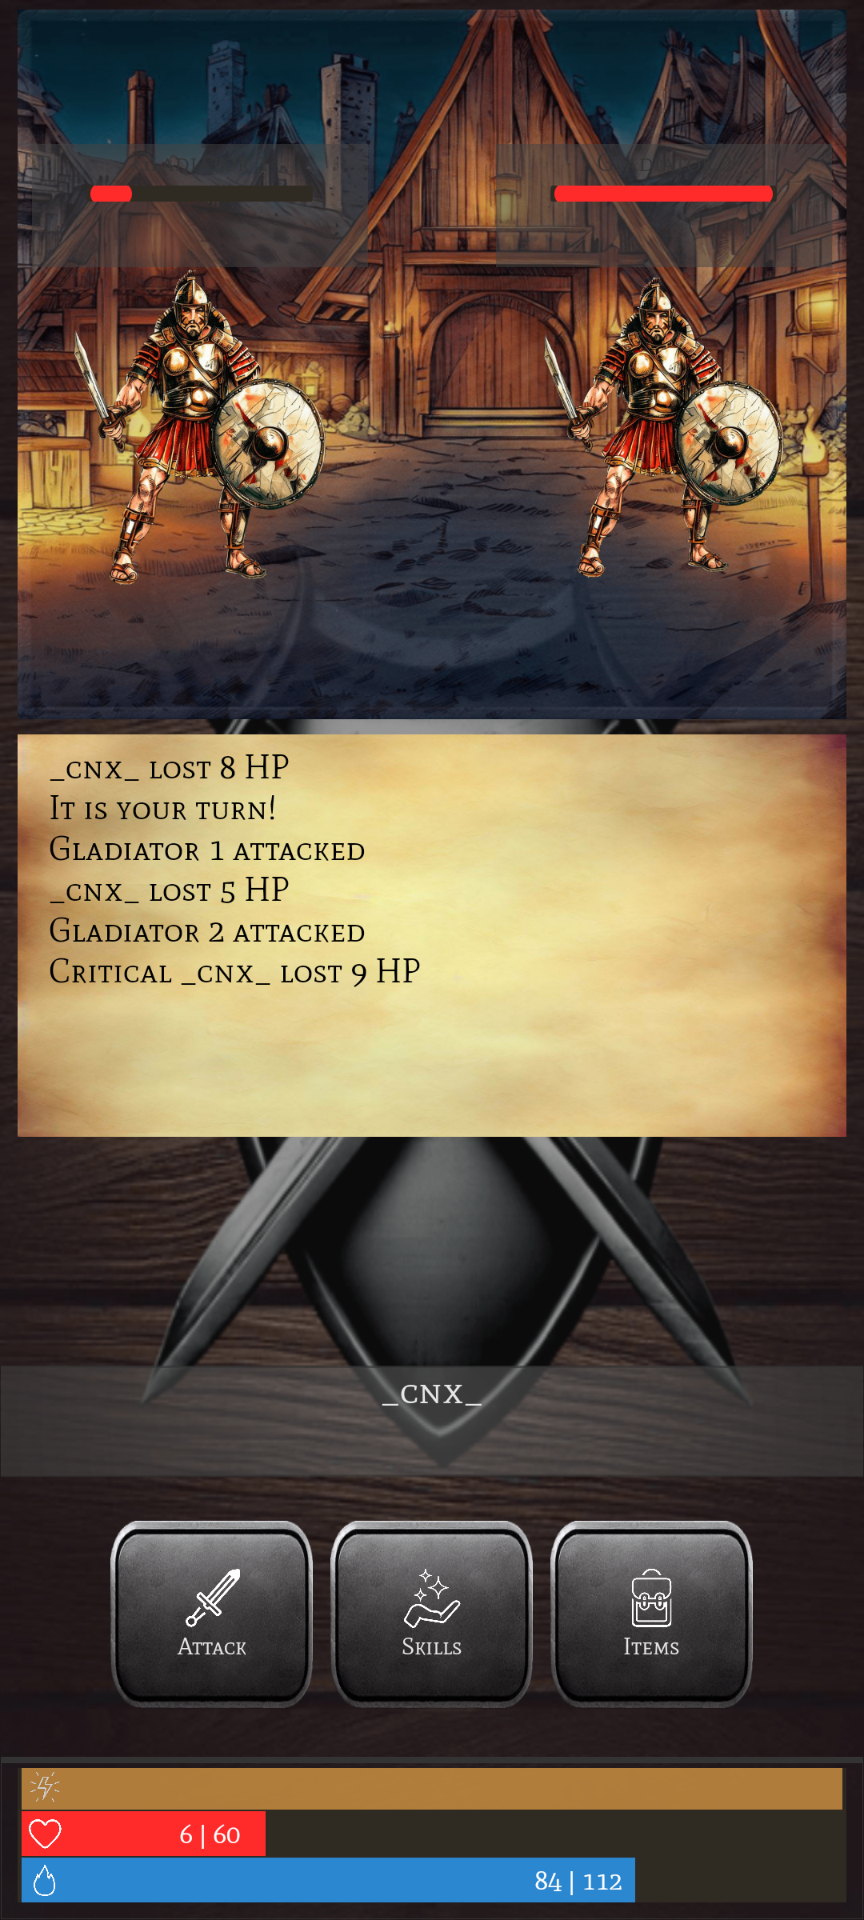 _cnx_ lost 8 HP
It is your turn!
Gladiator 1 attacked
_cnx_ lost 5 HP
Gladiator 2 attacked
Critical _cnx_ lost 9 HP
_cnx_
Attack
Skills
Items
6 | 60
84 | 112